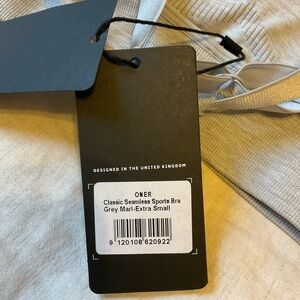 DESIGNED IN THE UNITED KINGDOM
ONER
Classic Seamless Sports Bra
Grey Marl-Extra Small
9 120108 620922